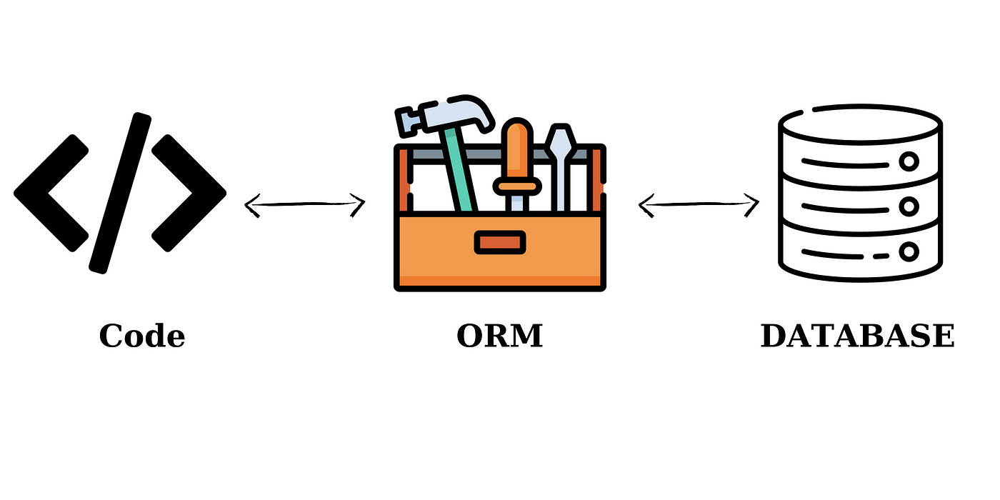 Code
ORM
DATABASE